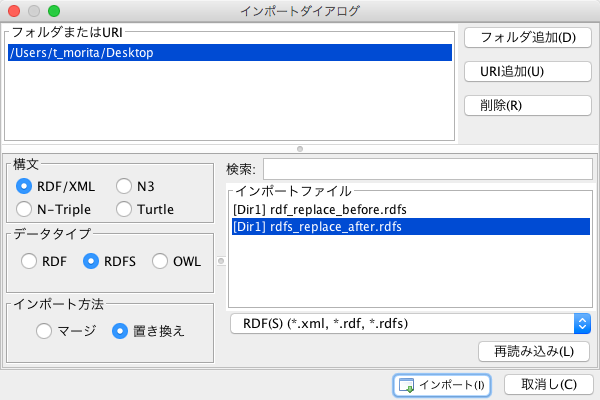 インポートダイアログ
フォルダまたはURI
/Users/t_morita/Desktop
フォルダ追加(D)
URI追加(U)
削除(R)
構文
RDF/XML
N3
N-Triple
Turtle
データタイプ
RDF
RDFS
OWL
インポート方法
マージ
置き換え
検索:
インポートファイル
[Dir1] rdf_replace_before.rdfs
[Dir1] rdfs_replace_after.rdfs
RDF(S) (*.xml, *.rdf, *.rdfs)
再読み込み(L)
インポート(I)
取消し(C)